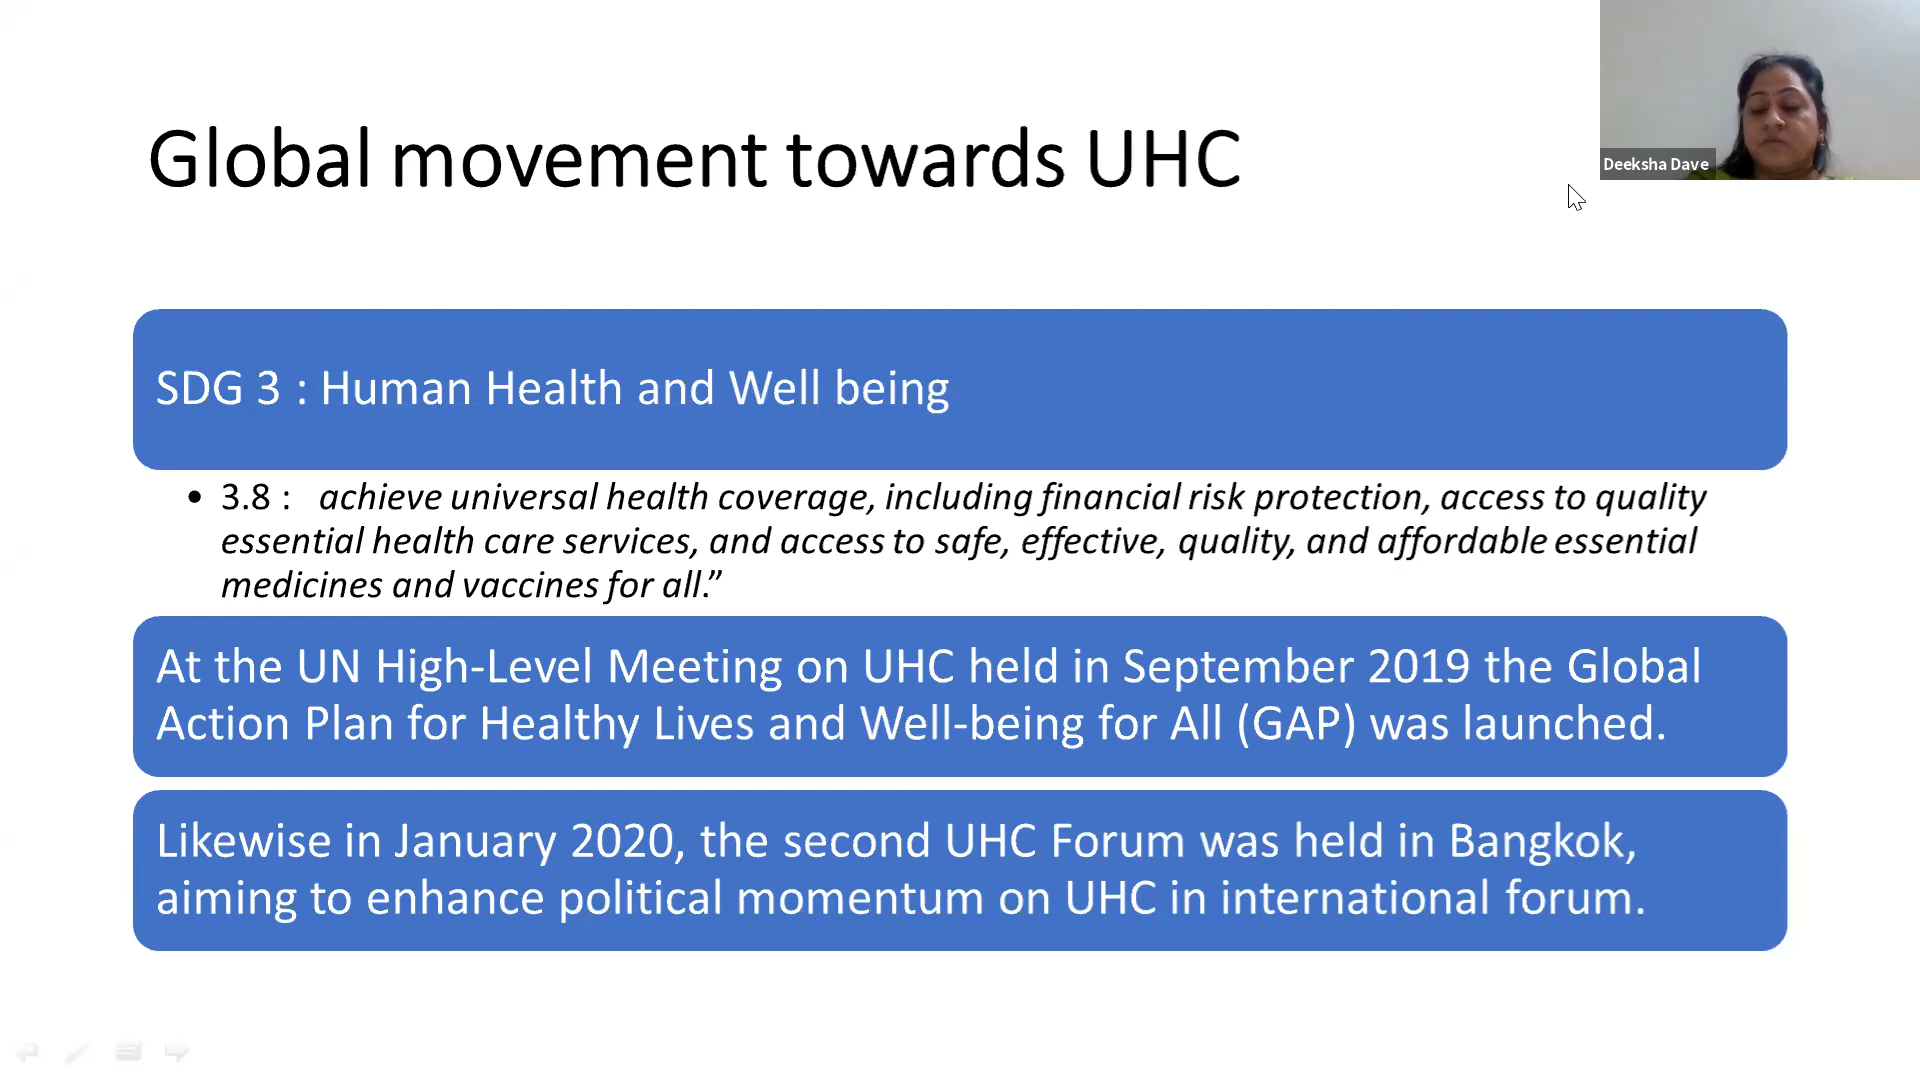 Global movement towards UHC
Deeksha Dave
SDG 3 : Human Health and Well being
• 3.8 : achieve universal health coverage, including financial risk protection, access to quality
essential health care services, and access to safe, effective, quality, and affordable essential
medicines and vaccines for all.”
At the UN High-Level Meeting on UHC held in September 2019 the Global
Action Plan for Healthy Lives and Well-being for All (GAP) was launched.
Likewise in January 2020, the second UHC Forum was held in Bangkok,
aiming to enhance political momentum on UHC in international forum.